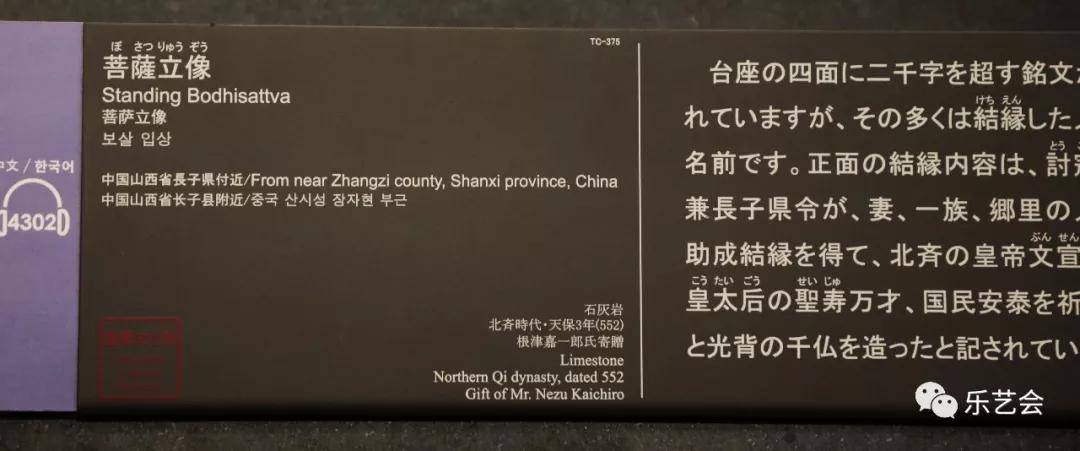 中文/한국어
4302
ぼ さつ りゅう ぞう
菩薩立像
Standing Bodhisattva
菩萨立像
보살 입상
中国山西省長子県付近/From near Zhangzi county, Shanxi province, China
中国山西省长子县附近/중국 산시성 장자현 부근
石灰岩
北斉時代・天保3年(552)
根津嘉一郎氏寄贈
Limestone
Northern Qi dynasty, dated 552
Gift of Mr. Nezu Kaichiro
TC-375
台座の四面に二千字を超す銘文が
けち えん
れていますが、その多くは結縁した人
とう
名前です。正面の結縁内容は、討寇
兼長子県令が、妻、一族、郷里の人
ぶん せん
助成結縁を得て、北斉の皇帝文宣
こう たい ごう せい じゅ
皇太后の聖寿万才、国民安泰を祈
と光背の千仏を造ったと記されてい
乐艺会